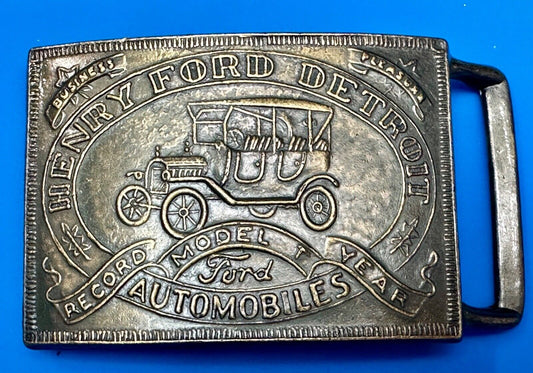 BUSINESS PLEASURE
HENRY FORD DETROIT
RECORD MODEL T YEAR
Ford
AUTOMOBILES